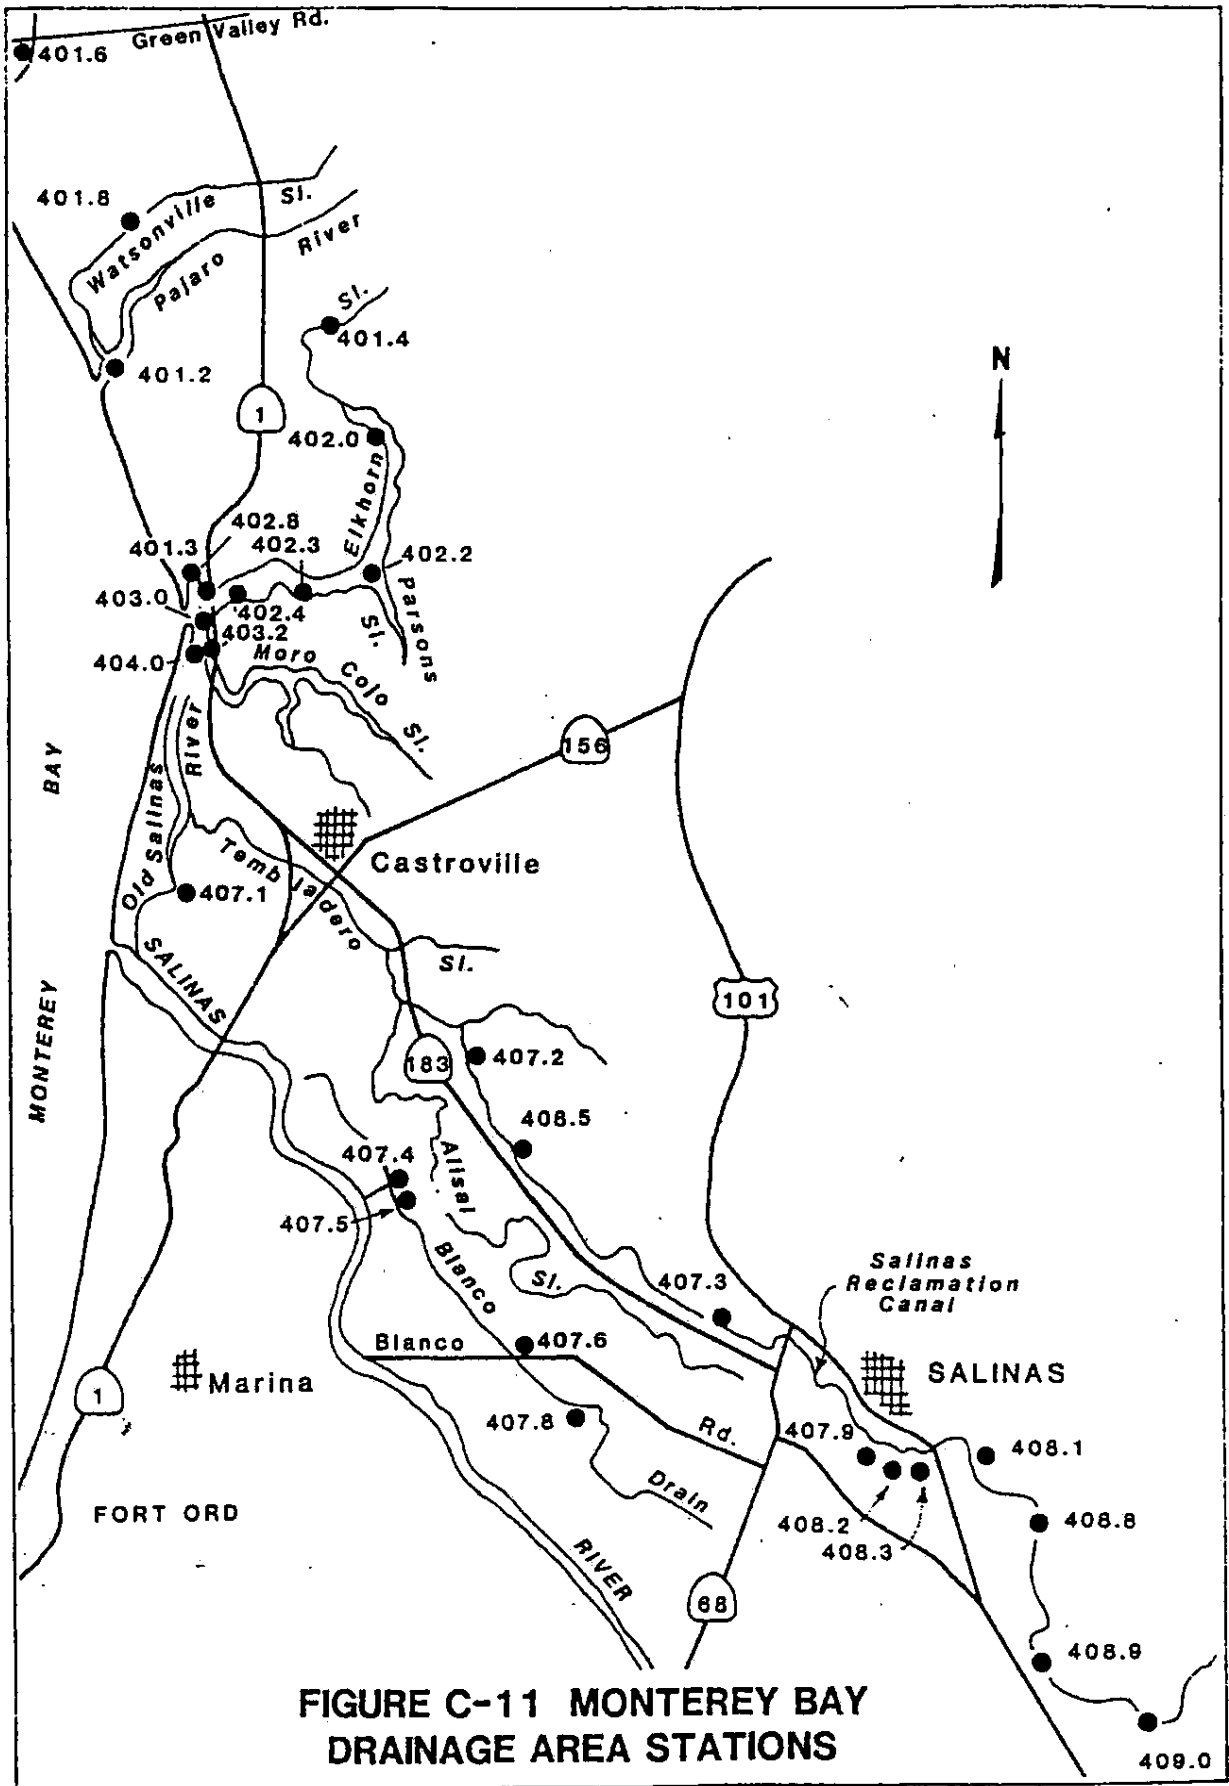 Green Valley Rd.
401.6
401.8
Watsonville Sl.
Pajaro River
Sl.
401.4
401.2
N
1
402.0
Elkhorn
402.8
401.3
402.3
402.2
403.0
402.4
Parsons
Sl.
403.2
404.0
Moro Cojo Sl.
156
BAY
Old Salinas River
Castroville
Tembladero
407.1
SALINAS
Sl.
101
MONTEREY
183
407.2
408.5
407.4
Alisal
407.5
Blanco
Sl.
407.3
Salinas
Reclamation
Canal
Blanco
407.6
SALINAS
Marina
1
407.8
Rd.
407.9
408.1
Drain
FORT ORD
408.2
408.8
408.3
RIVER
68
408.9
FIGURE C-11 MONTEREY BAY
DRAINAGE AREA STATIONS
409.0